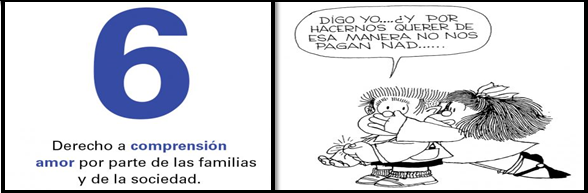 6
Derecho a comprensión
amor por parte de las familias
y de la sociedad.
DIGO YO....¿Y POR
HACERNOS QUERER DE
ESA MANERA NO NOS
PAGAN NAD......